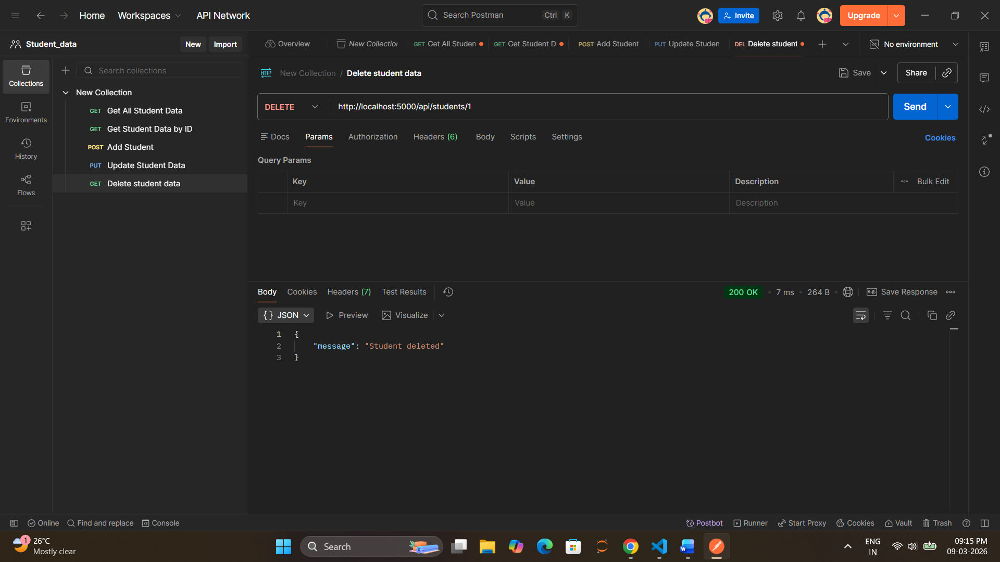 Home Workspaces API Network
Search Postman Ctrl K
Invite
Upgrade
Student_data New Import
Overview New Collection GET Get All Studen GET Get Student D POST Add Student PUT Update Studen DEL Delete student No environment
Collections
Environments
History
Flows
Search collections
New Collection
GET Get All Student Data
GET Get Student Data by ID
POST Add Student
PUT Update Student Data
GET Delete student data
HTTP New Collection / Delete student data
Save Share
DELETE http://localhost:5000/api/students/1 Send
Docs Params Authorization Headers (6) Body Scripts Settings Cookies
Query Params
Key Value Description Bulk Edit
Key Value Description
Body Cookies Headers (7) Test Results
200 OK • 7 ms • 264 B e.g. Save Response
{} JSON Preview Visualize
1 {
2 "message": "Student deleted"
3 }
Online Find and replace Console
Postbot Runner Start Proxy Cookies Vault Trash
1 26°C
Mostly clear
Search
ENG
IN
09:15 PM
09-03-2026